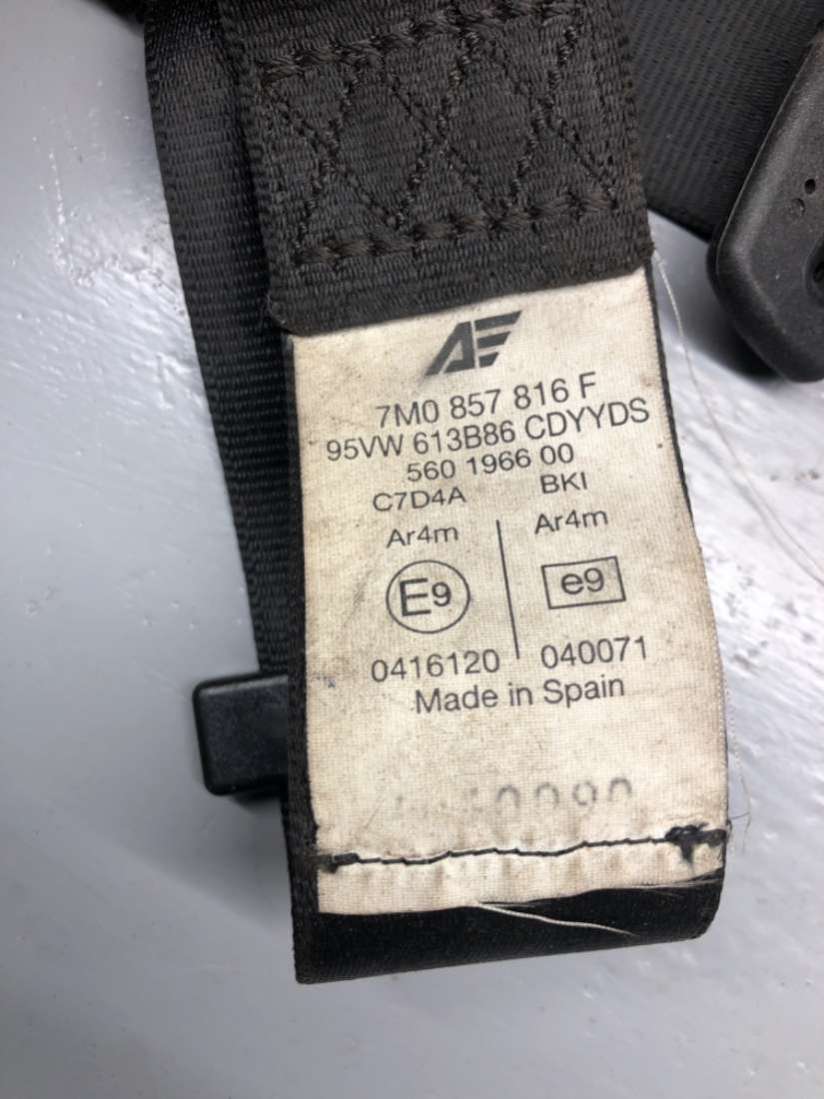 AE
7M0 857 816 F
95VW 613B86 CDYYDS
560 1966 00
C7D4A BKI
Ar4m Ar4m
E9 e9
0416120 040071
Made in Spain